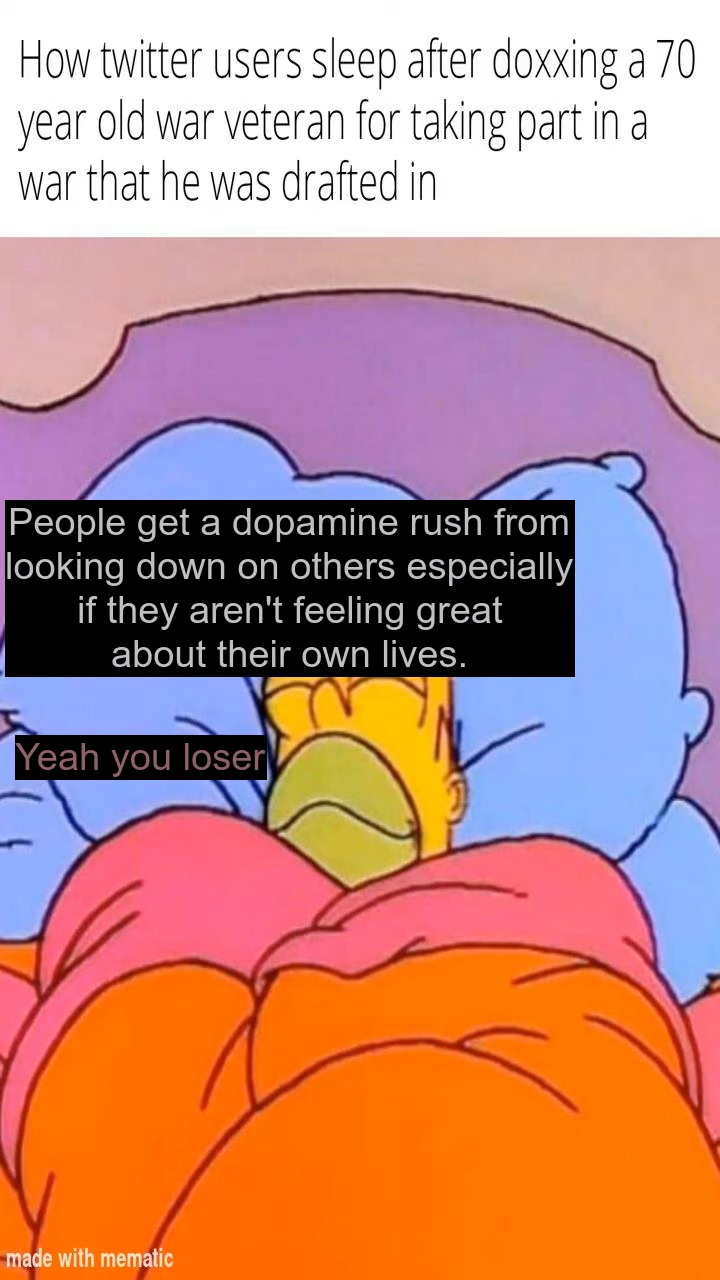 How twitter users sleep after doxxing a 70
year old war veteran for taking part in a
war that he was drafted in
People get a dopamine rush from
looking down on others especially
if they aren't feeling great
about their own lives.
Yeah you loser
made with mematic